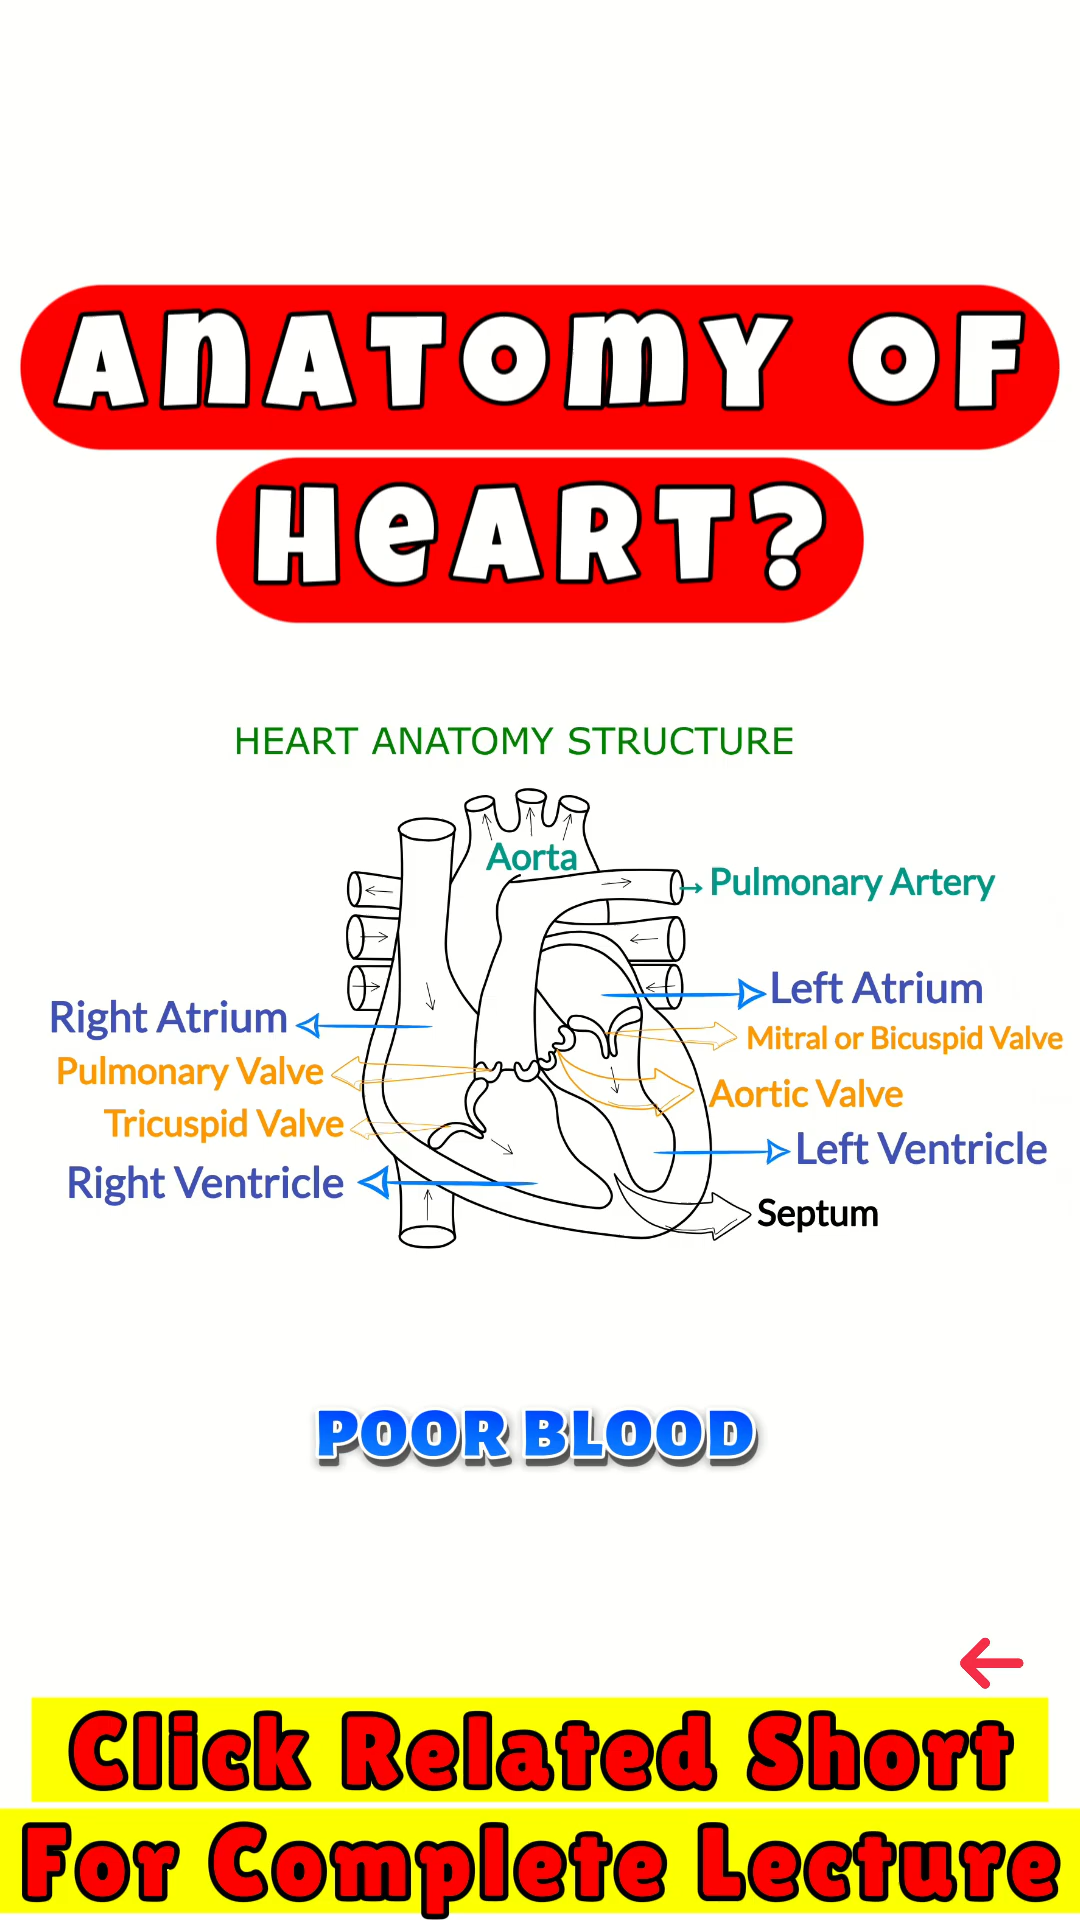 ANATOMY OF
HEART?
HEART ANATOMY STRUCTURE
Aorta
Pulmonary Artery
Left Atrium
Right Atrium
Mitral or Bicuspid Valve
Pulmonary Valve
Aortic Valve
Tricuspid Valve
Left Ventricle
Right Ventricle
Septum
POOR BLOOD
Click Related Short
For Complete Lecture